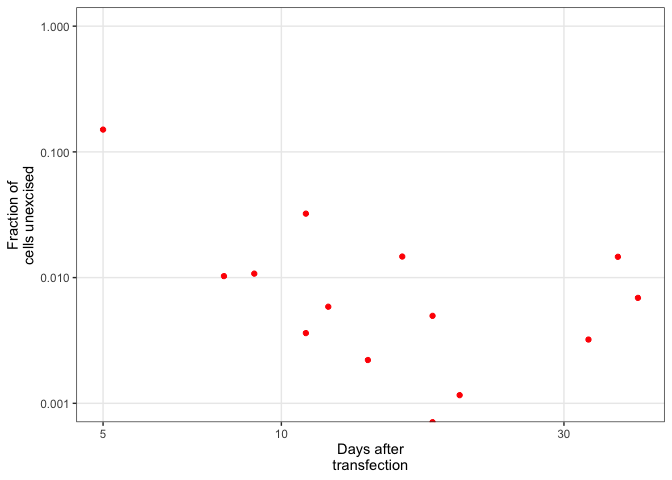 1.000
0.100
0.010
0.001
Fraction of
cells unexcised
5
10
30
Days after
transfection